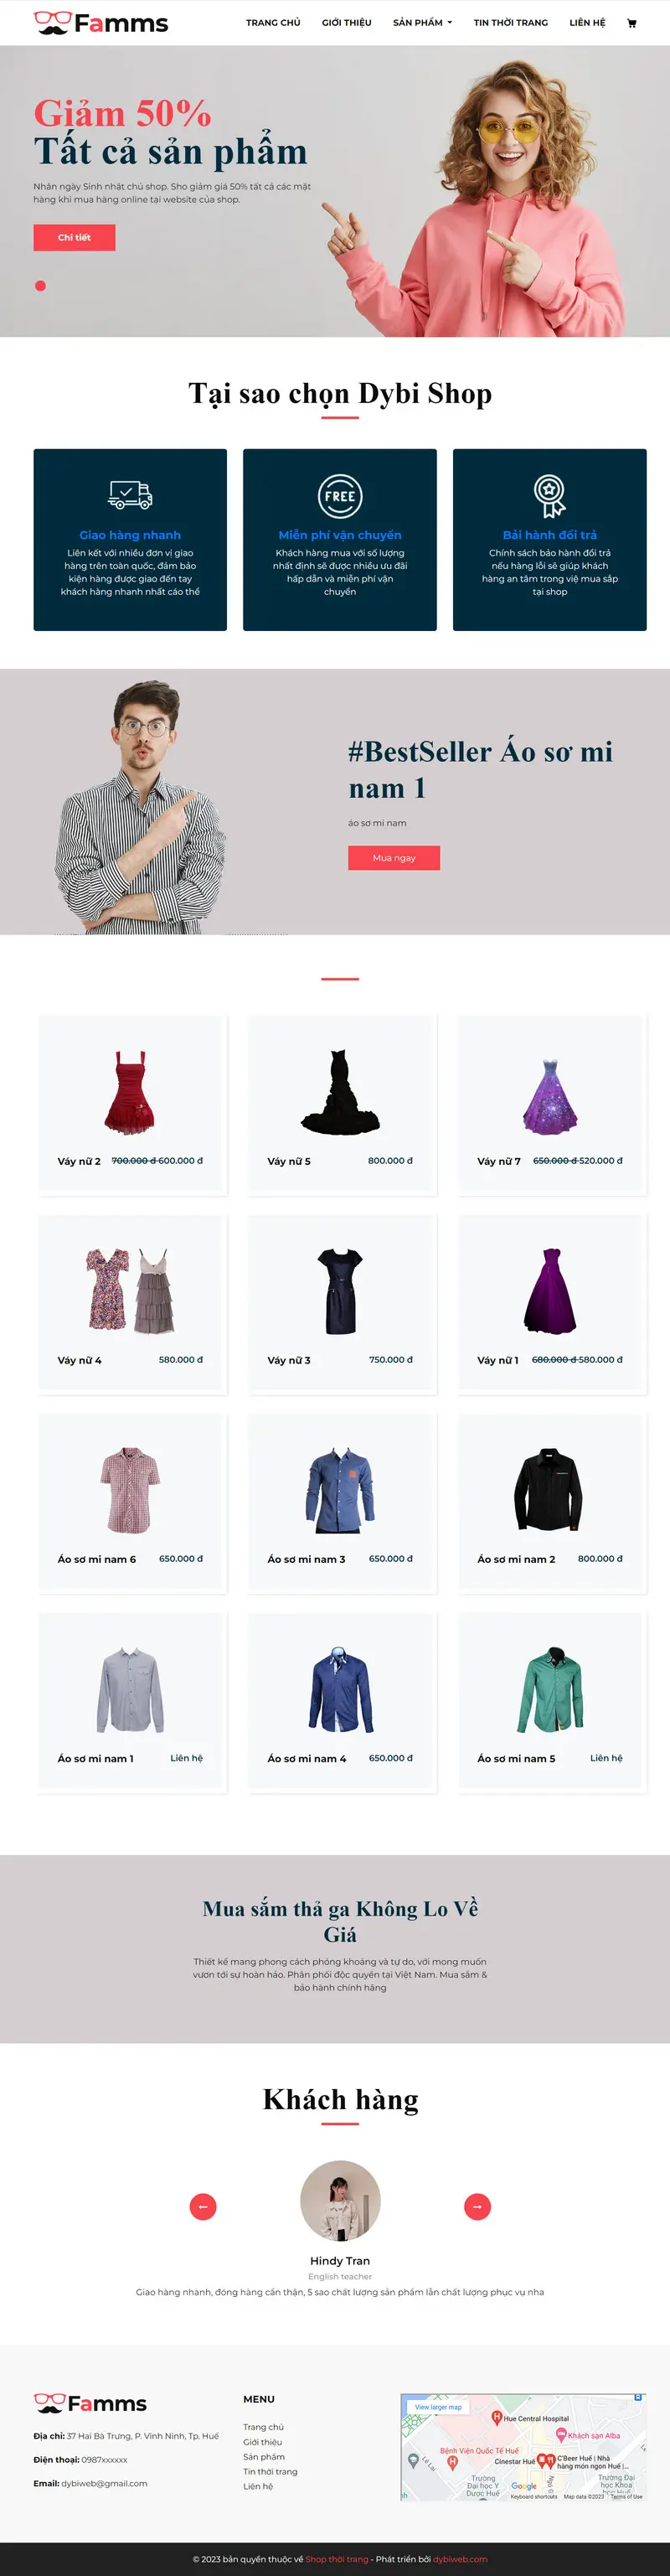 Famms
TRANG CHỦ GIỚI THIỆU SẢN PHẨM TIN THỜI TRANG LIÊN HỆ
Giảm 50%
Tất cả sản phẩm
Nhân ngày Sinh nhật chủ shop. Sho giảm giá 50% tất cả các mặt
hàng khi mua hàng online tại website của shop.
Chi tiết
Tại sao chọn Dybi Shop
Giao hàng nhanh
Liên kết với nhiều đơn vị giao
hàng trên toàn quốc, đảm bảo
kiện hàng được giao đến tay
khách hàng nhanh nhất cáo thể
FREE
Miễn phí vận chuyển
Khách hàng mua với số lượng
nhất định sẽ được nhiều ưu đãi
hấp dẫn và miễn phí vận
chuyển
Bải hành đổi trả
Chính sách bảo hành đổi trả
nếu hàng lỗi sẽ giúp khách
hàng an tâm trong việ mua sắp
tại shop
#BestSeller Áo sơ mi
nam 1
áo sơ mi nam
Mua ngay
Váy nữ 2 700.000 đ 600.000 đ
Váy nữ 5 800.000 đ
Váy nữ 7 650.000 đ 520.000 đ
Váy nữ 4 580.000 đ
Váy nữ 3 750.000 đ
Váy nữ 1 680.000 đ 580.000 đ
Áo sơ mi nam 6 650.000 đ
Áo sơ mi nam 3 650.000 đ
Áo sơ mi nam 2 800.000 đ
Áo sơ mi nam 1 Liên hệ
Áo sơ mi nam 4 650.000 đ
Áo sơ mi nam 5 Liên hệ
Mua sắm thả ga Không Lo Về
Giá
Thiết kế mang phong cách phóng khoáng và tự do, với mong muốn
vươn tới sự hoàn hảo. Phân phối độc quyền tại Việt Nam. Mua sắm &
bảo hành chính hãng
Khách hàng
Hindy Tran
English teacher
Giao hàng nhanh, đóng hàng cẩn thận, 5 sao chất lượng sản phẩm lẫn chất lượng phục vụ nha
Famms
Địa chỉ: 37 Hai Bà Trưng, P. Vĩnh Ninh, Tp. Huế
Điện thoại: 0987xxxxxx
Email: dybiweb@gmail.com
MENU
Trang chủ
Giới thiệu
Sản phẩm
Tin thời trang
Liên hệ
View larger map
Hue Central Hospital
Khách sạn Alba
Bệnh Viện Quốc Tế Huế
Cinestar Huế
C'Beer Huế | Nhà
hàng món ngon Huế |...
Lê Lợi
Trường
Đại Y
Dược Huế
Trường Đại
học Khoa
Google
Keyboard shortcuts Map data ©2023 Terms of Use
© 2023 bản quyền thuộc về Shop thời trang - Phát triển bởi dybiweb.com